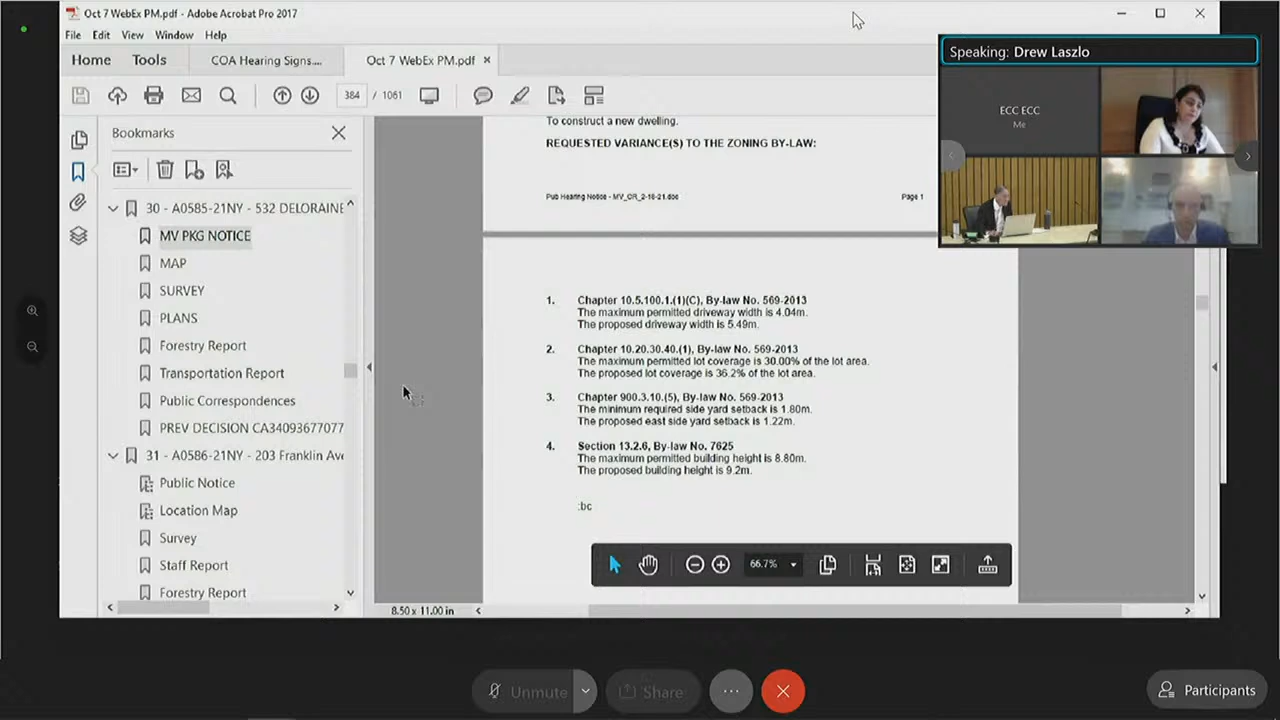 Oct 7 WebEx PM.pdf - Adobe Acrobat Pro 2017
File Edit View Window Help
Home Tools COA Hearing Signs.... Oct 7 WebEx PM.pdf ×
384 / 1061
Speaking: Drew Laszlo
ECC ECC
Me
Bookmarks
30 - A0585-21NY - 532 DELORAINE
MV PKG NOTICE
MAP
SURVEY
PLANS
Forestry Report
Transportation Report
Public Correspondences
PREV DECISION CA34093677077
31 - A0586-21NY - 203 Franklin Ave
Public Notice
Location Map
Survey
Staff Report
Forestry Report
To construct a new dwelling.
REQUESTED VARIANCE(S) TO THE ZONING BY-LAW:
Pub Hearing Notice - MV_CR_2-18-21.doc Page 1
1. Chapter 10.5.100.1.(1)(C), By-law No. 569-2013
The maximum permitted driveway width is 4.04m.
The proposed driveway width is 5.49m.
2. Chapter 10.20.30.40.(1), By-law No. 569-2013
The maximum permitted lot coverage is 30.00% of the lot area.
The proposed lot coverage is 36.2% of the lot area.
3. Chapter 900.3.10.(5), By-law No. 569-2013
The minimum required side yard setback is 1.80m.
The proposed east side yard setback is 1.22m.
4. Section 13.2.6, By-law No. 7625
The maximum permitted building height is 8.80m.
The proposed building height is 9.2m.
:bc
66.7%
8.50 x 11.00 in
Unmute
Share
Participants